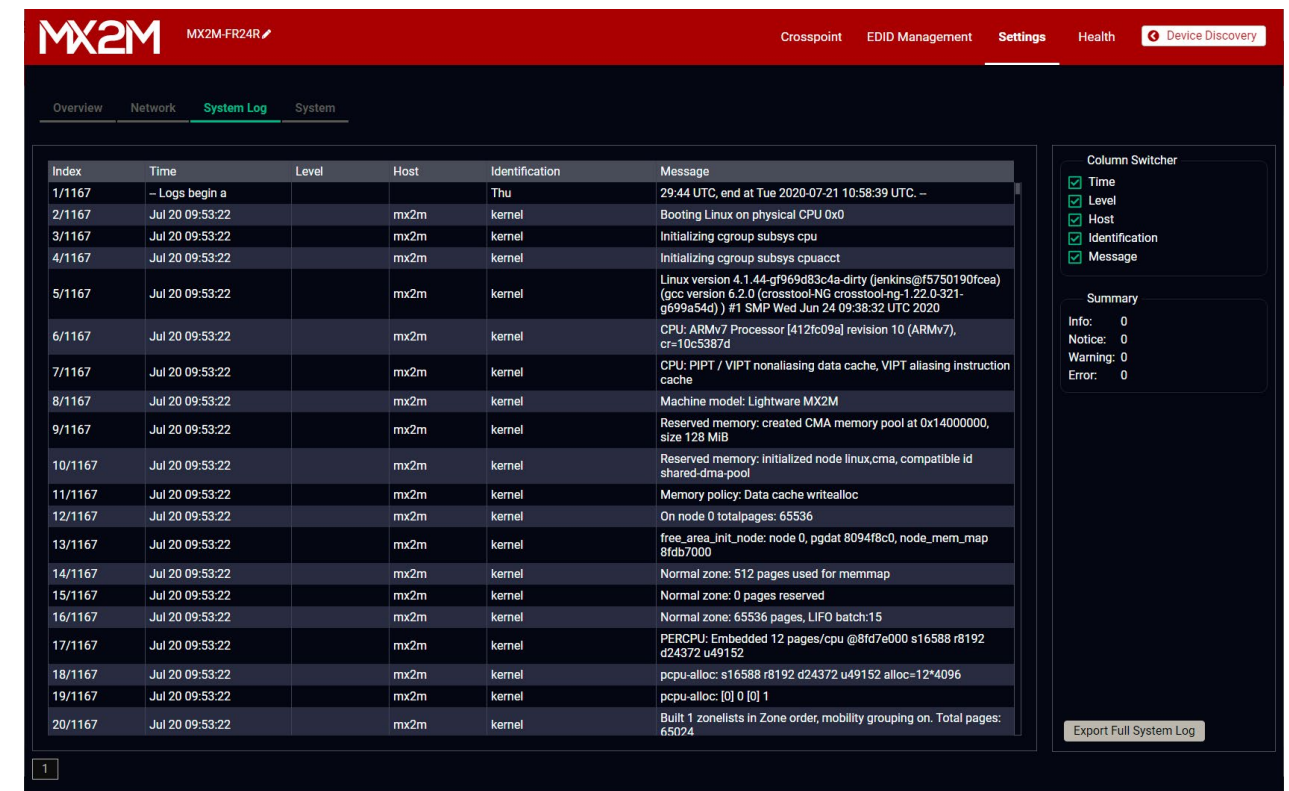 MX2M MX2M-FR24R Crosspoint EDID Management Settings Health Device Discovery
Overview Network System Log System
Index Time Level Host Identification Message
1/1167 -- Logs begin a Thu 29:44 UTC, end at Tue 2020-07-21 10:58:39 UTC. --
2/1167 Jul 20 09:53:22 mx2m kernel Booting Linux on physical CPU 0x0
3/1167 Jul 20 09:53:22 mx2m kernel Initializing cgroup subsys cpu
4/1167 Jul 20 09:53:22 mx2m kernel Initializing cgroup subsys cpuacct
5/1167 Jul 20 09:53:22 mx2m kernel Linux version 4.1.44-gf969d83c4a-dirty (jenkins@f5750190fcea)
(gcc version 6.2.0 (crosstool-NG crosstool-ng-1.22.0-321-
g699a54d) ) #1 SMP Wed Jun 24 09:38:32 UTC 2020
6/1167 Jul 20 09:53:22 mx2m kernel CPU: ARMv7 Processor [412fc09a] revision 10 (ARMv7),
cr=10c5387d
7/1167 Jul 20 09:53:22 mx2m kernel CPU: PIPT / VIPT nonaliasing data cache, VIPT aliasing instruction
cache
8/1167 Jul 20 09:53:22 mx2m kernel Machine model: Lightware MX2M
9/1167 Jul 20 09:53:22 mx2m kernel Reserved memory: created CMA memory pool at 0x14000000,
size 128 MiB
10/1167 Jul 20 09:53:22 mx2m kernel Reserved memory: initialized node linux,cma, compatible id
shared-dma-pool
11/1167 Jul 20 09:53:22 mx2m kernel Memory policy: Data cache writealloc
12/1167 Jul 20 09:53:22 mx2m kernel On node 0 totalpages: 65536
13/1167 Jul 20 09:53:22 mx2m kernel free_area_init_node: node 0, pgdat 8094f8c0, node_mem_map
8fdb7000
14/1167 Jul 20 09:53:22 mx2m kernel Normal zone: 512 pages used for memmap
15/1167 Jul 20 09:53:22 mx2m kernel Normal zone: 0 pages reserved
16/1167 Jul 20 09:53:22 mx2m kernel Normal zone: 65536 pages, LIFO batch:15
17/1167 Jul 20 09:53:22 mx2m kernel PERCPU: Embedded 12 pages/cpu @8fd7e000 s16588 r8192
d24372 u49152
18/1167 Jul 20 09:53:22 mx2m kernel pcpu-alloc: s16588 r8192 d24372 u49152 alloc=12*4096
19/1167 Jul 20 09:53:22 mx2m kernel pcpu-alloc: [0] 0 [0] 1
20/1167 Jul 20 09:53:22 mx2m kernel Built 1 zonelists in Zone order, mobility grouping on. Total pages:
65024
Column Switcher
Time
Level
Host
Identification
Message
Summary
Info: 0
Notice: 0
Warning: 0
Error: 0
Export Full System Log
1